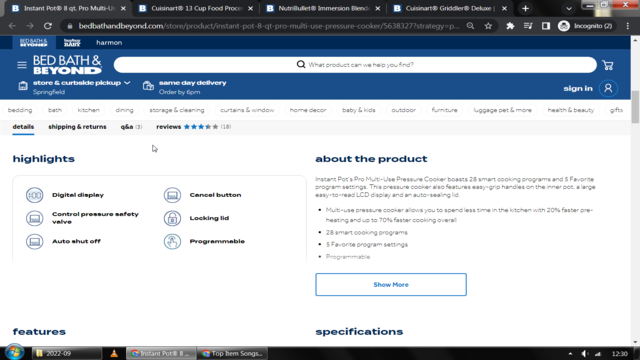 Instant Pot® 8 qt. Pro Multi-Us
Cuisinart® 13 Cup Food Proce
NutriBullet® Immersion Blend
Cuisinart® Griddler® Deluxe |
bedbathandbeyond.com/store/product/instant-pot-8-qt-pro-multi-use-pressure-cooker/5638327?strategy=p...
Incognito (2)
BED BATH & BEYOND
buybuy BABY
harmon
BED BATH & BEYOND
What product can we help you find?
store & curbside pickup
Springfield
same day delivery
Order by 6pm
sign in
bedding
bath
kitchen
dining
storage & cleaning
curtains & window
home decor
baby & kids
outdoor
furniture
luggage pet & more
health & beauty
gifts
details
shipping & returns
q&a (3)
reviews
(18)
highlights
Digital display
Cancel button
Control pressure safety
valve
Locking lid
Auto shut off
Programmable
about the product
Instant Pot's Pro Multi-Use Pressure Cooker boasts 28 smart cooking programs and 5 Favorite
program settings. This pressure cooker also features easy-grip handles on the inner pot, a large
easy-to-read LCD display and an auto-sealing lid.
Multi-use pressure cooker allows you to spend less time in the kitchen with 20% faster pre-
heating and up to 70% faster cooking overall
28 smart cooking programs
5 Favorite program settings
Programmable
Show More
features
specifications
2022-09
Instant Pot® 8 ...
Top Item Songs...
12:30